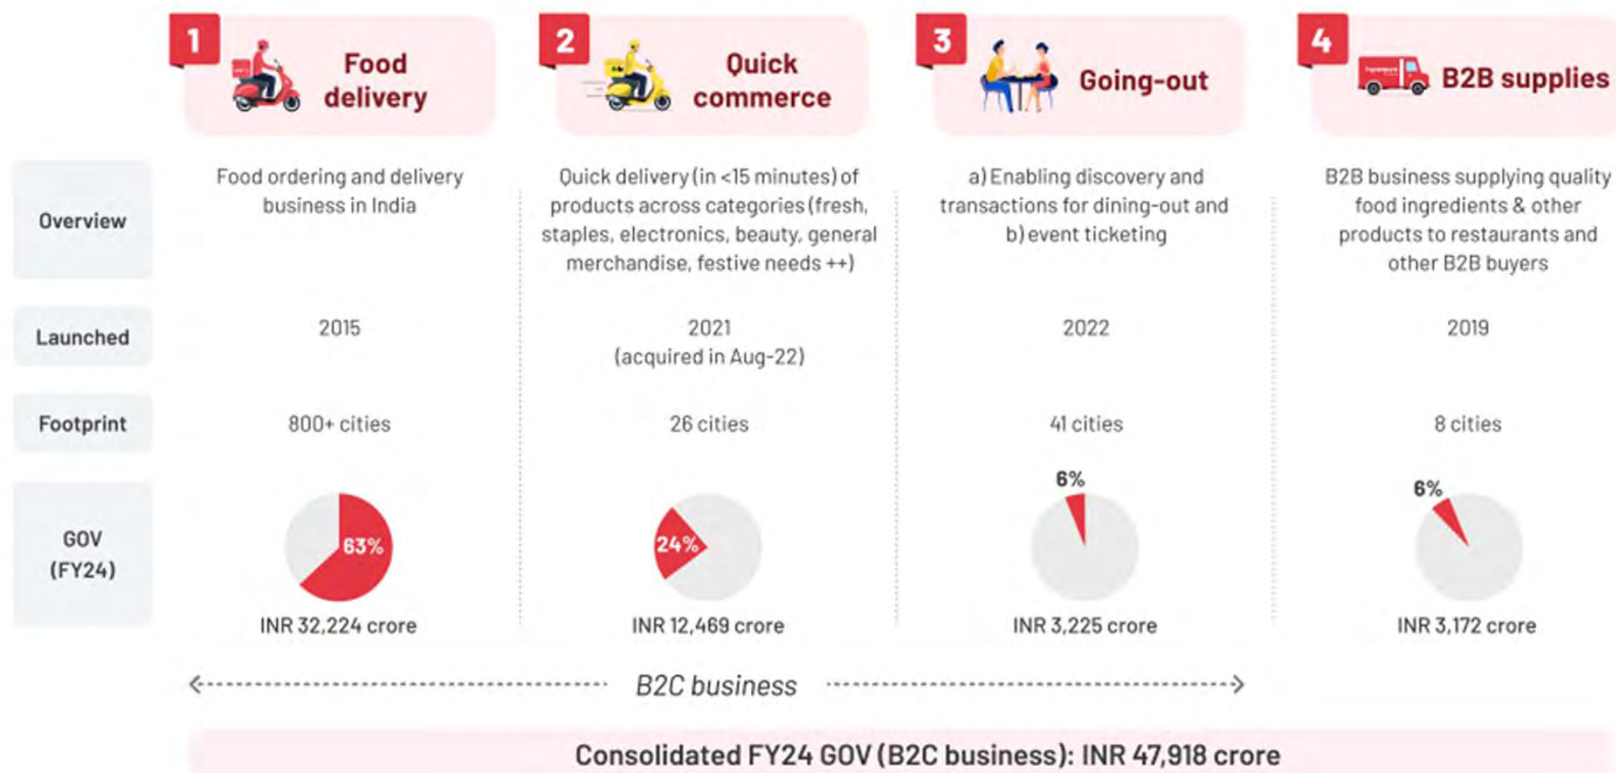 1
Food
delivery
2
Quick
commerce
3
Going-out
4
B2B supplies
Overview
Food ordering and delivery
business in India
Quick delivery (in <15 minutes) of
products across categories (fresh,
staples, electronics, beauty, general
merchandise, festive needs ++)
a) Enabling discovery and
transactions for dining-out and
b) event ticketing
B2B business supplying quality
food ingredients & other
products to restaurants and
other B2B buyers
Launched
2015
2021
(acquired in Aug-22)
2022
2019
Footprint
800+ cities
26 cities
41 cities
8 cities
GOV
(FY24)
63%
INR 32,224 crore
24%
INR 12,469 crore
6%
INR 3,225 crore
6%
INR 3,172 crore
B2C business
Consolidated FY24 GOV (B2C business): INR 47,918 crore